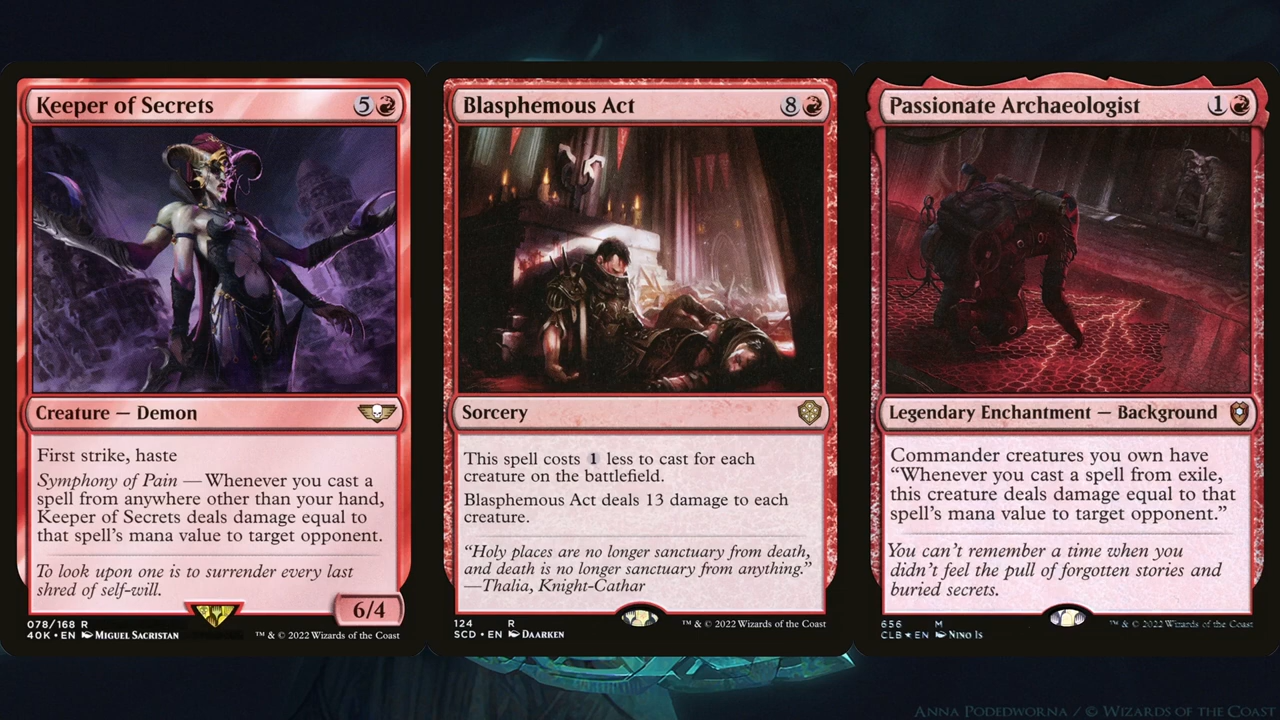 Keeper of Secrets 5
Creature — Demon
First strike, haste
Symphony of Pain — Whenever you cast a
spell from anywhere other than your hand,
Keeper of Secrets deals damage equal to
that spell's mana value to target opponent.
To look upon one is to surrender every last
shred of self-will.
6/4
078/168 R
40K • EN Miguel Sacristan
™ & © 2022 Wizards of the Coast
Blasphemous Act 8
Sorcery
This spell costs 1 less to cast for each
creature on the battlefield.
Blasphemous Act deals 13 damage to each
creature.
“Holy places are no longer sanctuary from death,
and death is no longer sanctuary from anything.”
—Thalia, Knight-Cathar
124 R
SCD • EN Daarken
™ & © 2022 Wizards of the Coast
Passionate Archaeologist 1
Legendary Enchantment — Background
Commander creatures you own have
“Whenever you cast a spell from exile,
this creature deals damage equal to that
spell's mana value to target opponent.”
You can't remember a time when you
didn't feel the pull of forgotten stories and
buried secrets.
656 M
CLB ★ EN Nino Is
™ & © 2022 Wizards of the Coast
Anna Podedworna / © Wizards of the Coast